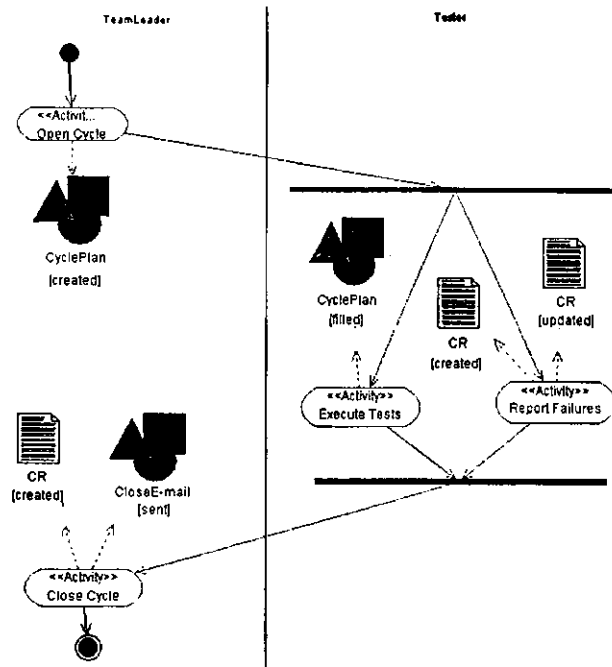 TeamLeader
Tester
<<Activit...
Open Cycle
CyclePlan
[created]
CyclePlan
[filled]
CR
[created]
CR
[updated]
<<Activity>>
Execute Tests
<<Activity>>
Report Failures
CR
[created]
CloseE-mail
[sent]
<<Activity>>
Close Cycle